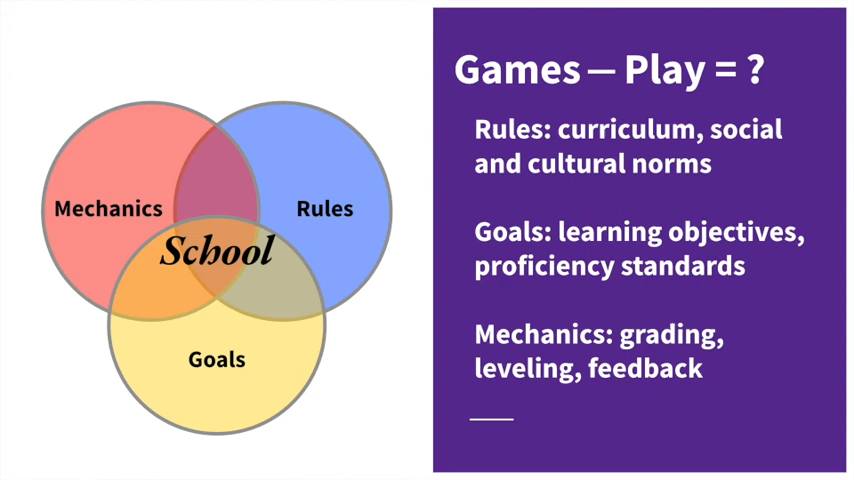 Mechanics
Rules
School
Goals
Games — Play = ?
Rules: curriculum, social
and cultural norms
Goals: learning objectives,
proficiency standards
Mechanics: grading,
leveling, feedback